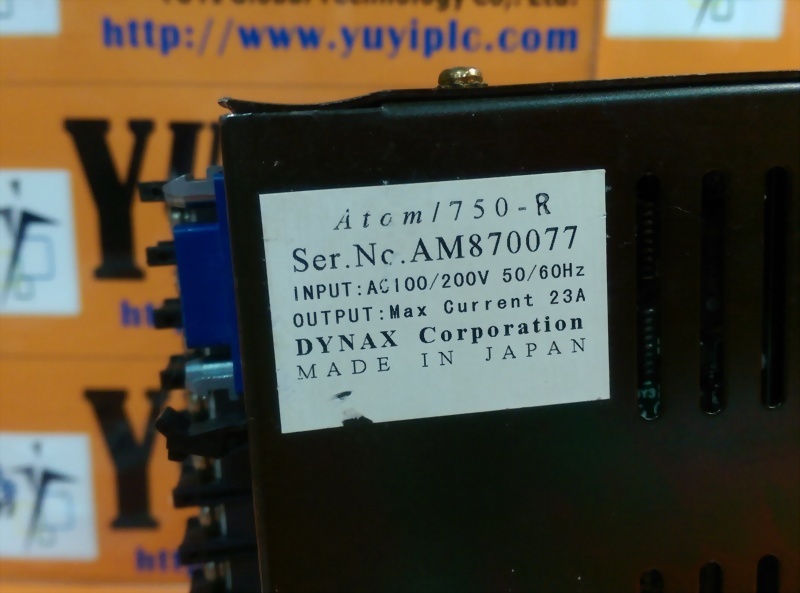 http://www.yuyiplc.com
YU
Atom/750-R
Ser.No.AM870077
INPUT:AC100/200V 50/60Hz
OUTPUT:Max Current 23A
DYNAX Corporation
MADE IN JAPAN
Y